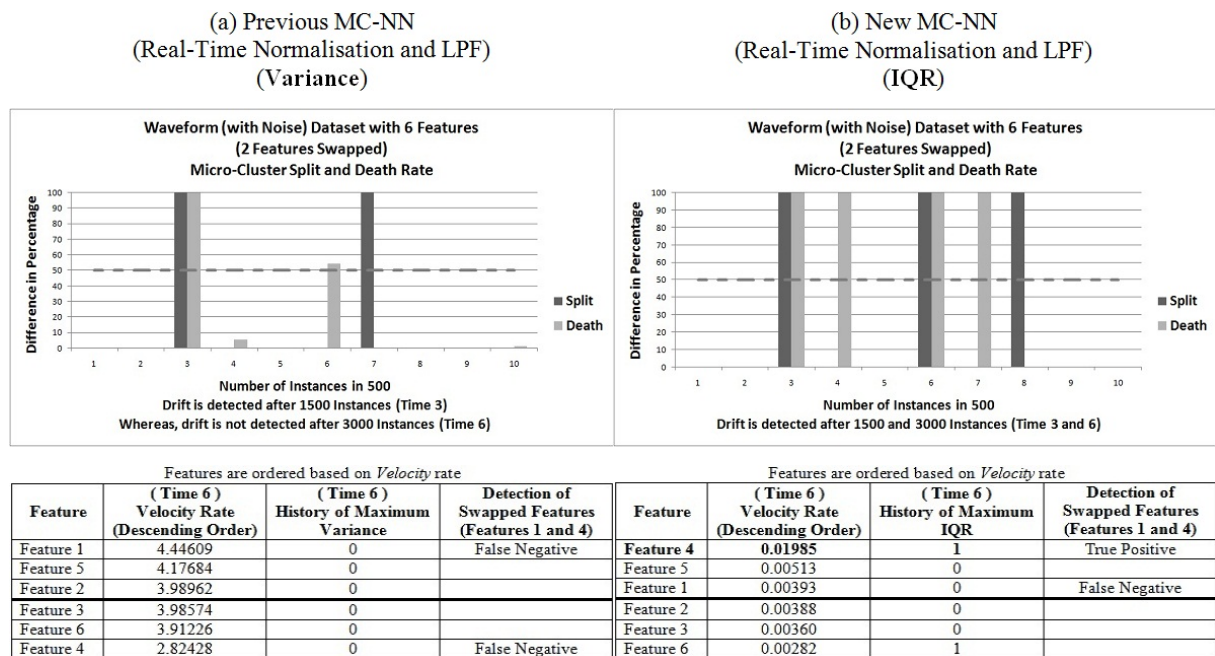 (a) Previous MC-NN
(Real-Time Normalisation and LPF)
(Variance)
Waveform (with Noise) Dataset with 6 Features
(2 Features Swapped)
Micro-Cluster Split and Death Rate
Difference in Percentage
100
90
80
70
60
50
40
30
20
10
0
1 2 3 4 5 6 7 8 9 10
Split
Death
Number of Instances in 500
Drift is detected after 1500 Instances (Time 3)
Whereas, drift is not detected after 3000 Instances (Time 6)
(b) New MC-NN
(Real-Time Normalisation and LPF)
(IQR)
Waveform (with Noise) Dataset with 6 Features
(2 Features Swapped)
Micro-Cluster Split and Death Rate
Difference in Percentage
100
90
80
70
60
50
40
30
20
10
0
1 2 3 4 5 6 7 8 9 10
Split
Death
Number of Instances in 500
Drift is detected after 1500 and 3000 Instances (Time 3 and 6)
Features are ordered based on Velocity rate
Feature ( Time 6 ) Velocity Rate (Descending Order) ( Time 6 ) History of Maximum Variance Detection of Swapped Features (Features 1 and 4)
Feature 1 4.44609 0 False Negative
Feature 5 4.17684 0
Feature 2 3.98962 0
Feature 3 3.98574 0
Feature 6 3.91226 0
Feature 4 2.82428 0 False Negative
Features are ordered based on Velocity rate
Feature ( Time 6 ) Velocity Rate (Descending Order) ( Time 6 ) History of Maximum IQR Detection of Swapped Features (Features 1 and 4)
Feature 4 0.01985 1 True Positive
Feature 5 0.00513 0
Feature 1 0.00393 0 False Negative
Feature 2 0.00388 0
Feature 3 0.00360 0
Feature 6 0.00282 1